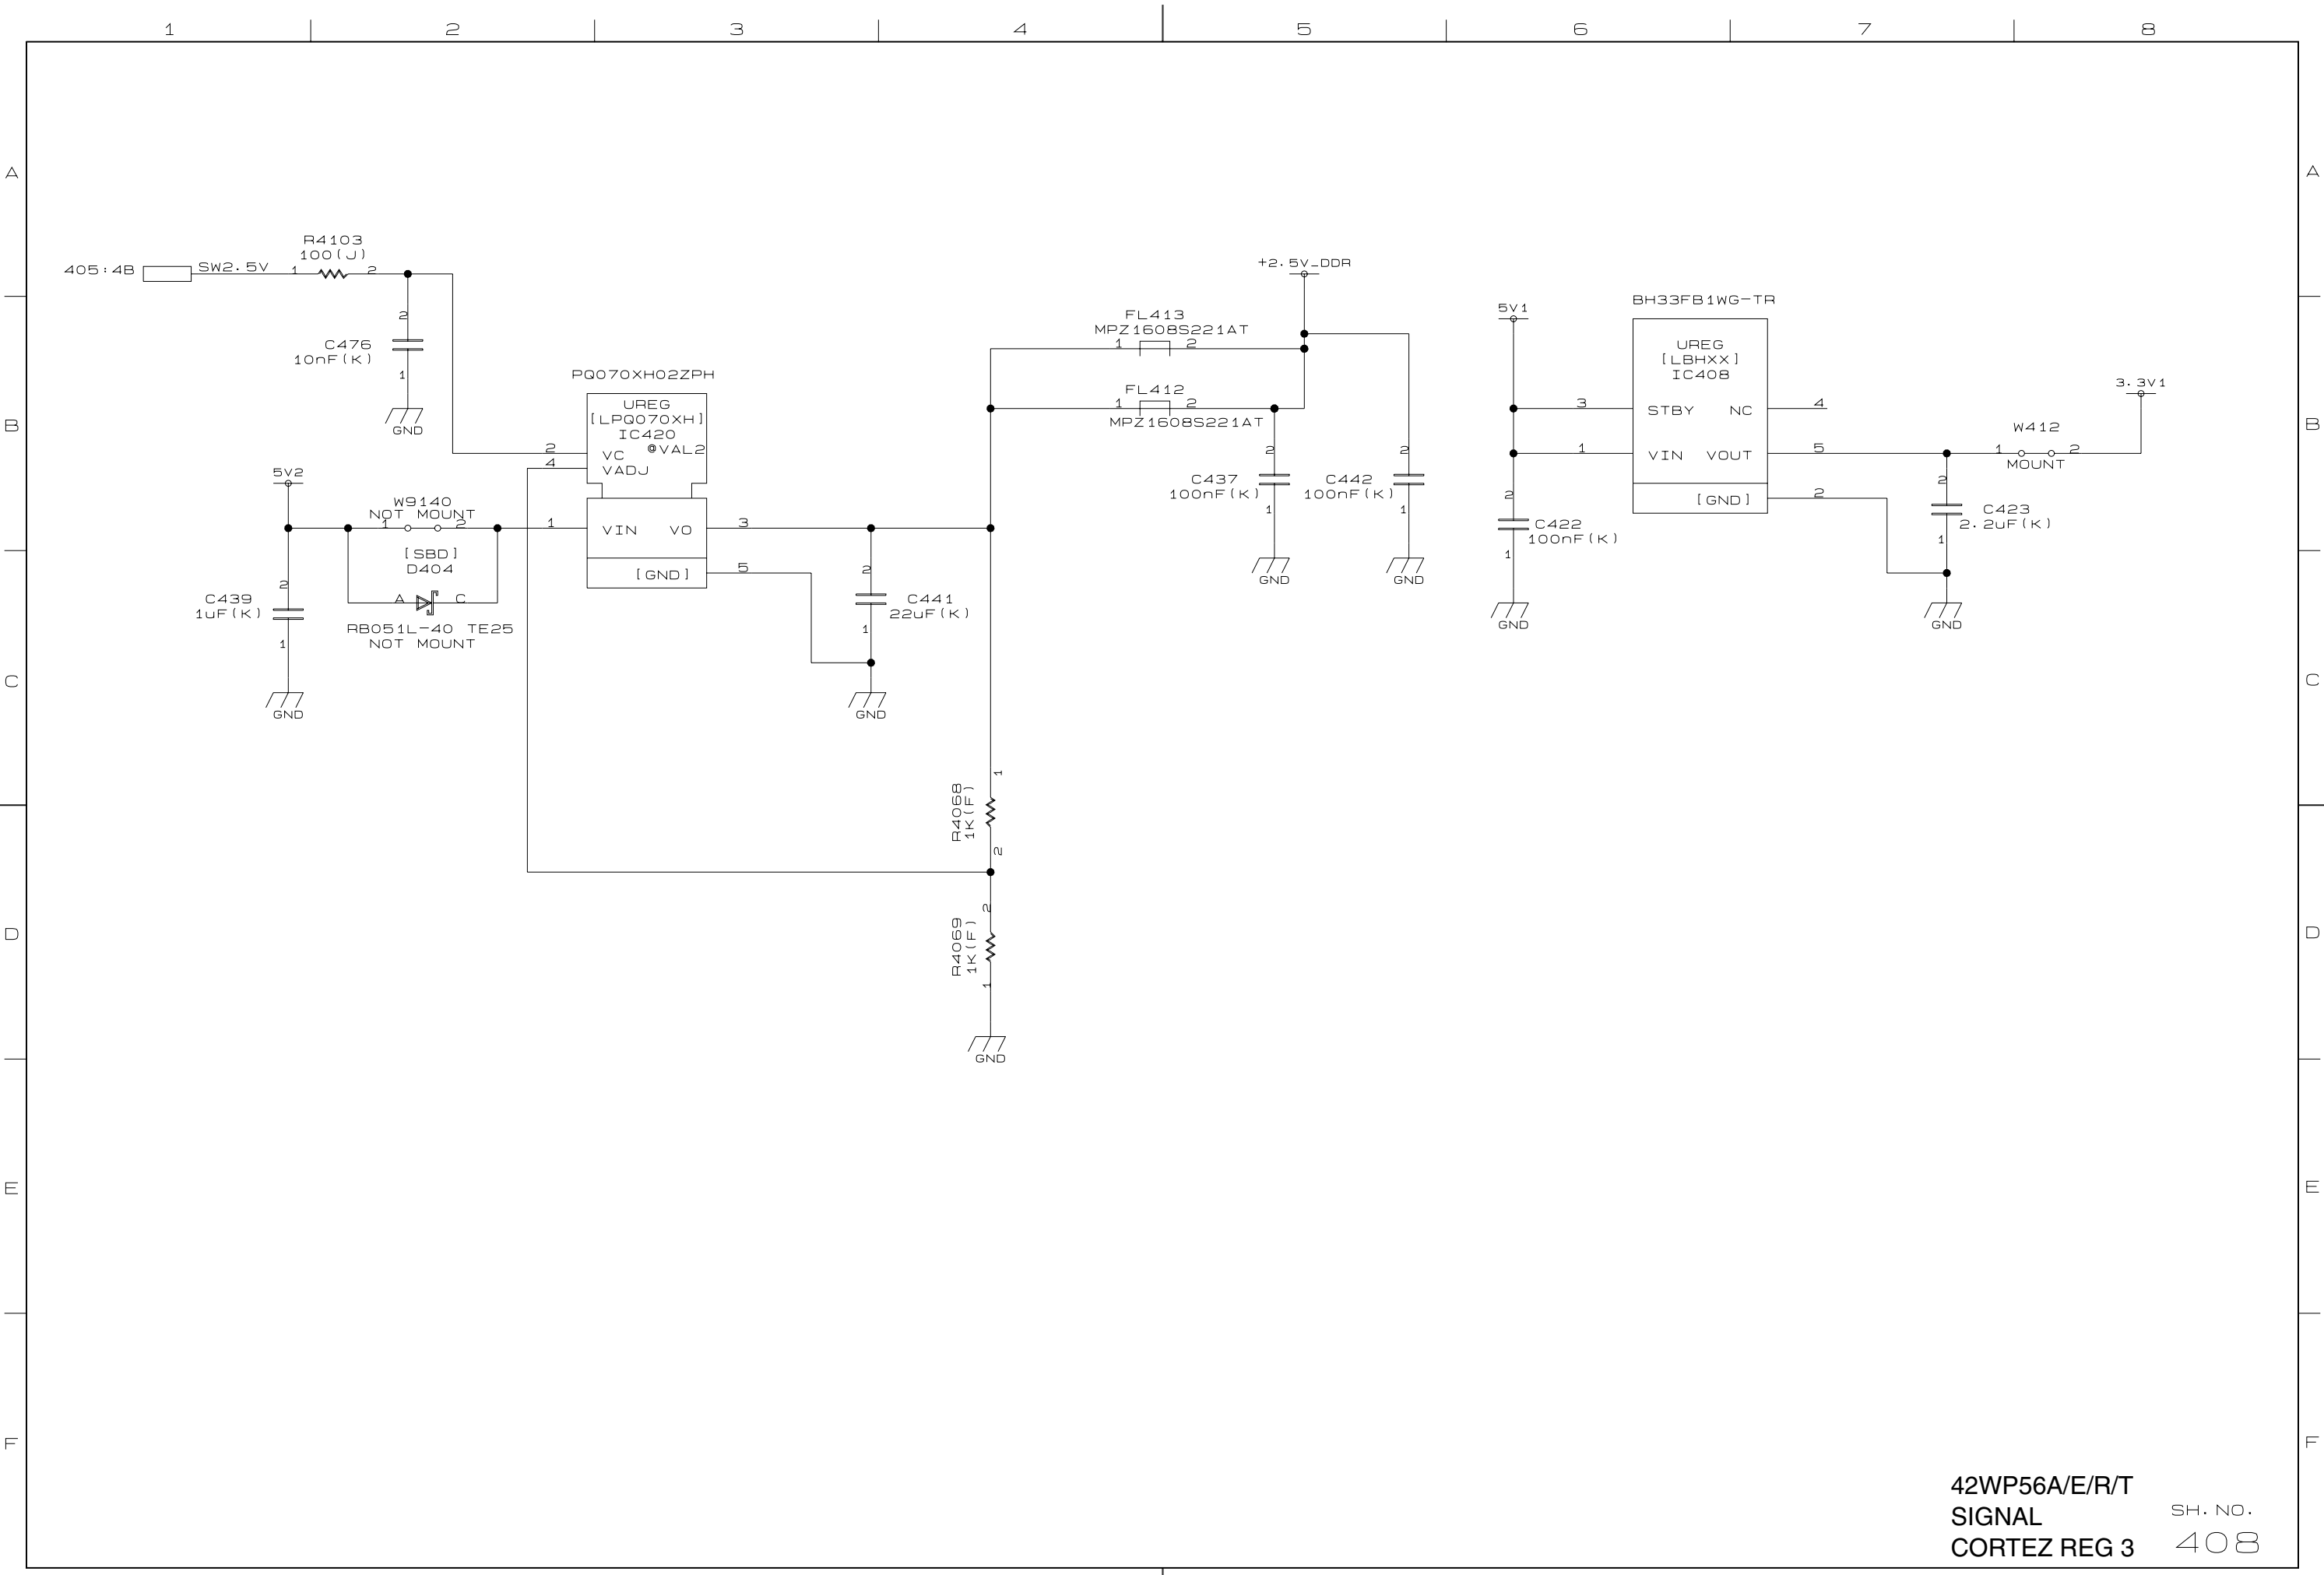 1 2 3 4 5 6 7 8
A A
B B
C C
D D
E E
F F
405:4B
SW2.5V
R4103
100(J)
1 2
2
C476
10nF(K)
1
GND
PQ070XH02ZPH
UREG
[LPQ070XH]
IC420
@VAL2
2 VC
4 VADJ
1 VIN VO 3
[GND] 5
5V2
W9140
NOT MOUNT
1 2
[SBD]
D404
A C
RB051L-40 TE25
NOT MOUNT
2
C439
1uF(K)
1
GND
2
C441
22uF(K)
1
GND
1
R4068
1K(F)
2
2
R4069
1K(F)
1
GND
+2.5V_DDR
FL413
MPZ1608S221AT
1 2
FL412
1 2
MPZ1608S221AT
2
C437
100nF(K)
1
GND
2
C442
100nF(K)
1
GND
5V1
BH33FB1WG-TR
UREG
[LBHXX]
IC408
3 STBY NC 4
1 VIN VOUT 5
[GND] 2
2
C422
100nF(K)
1
GND
3.3V1
W412
1 2
MOUNT
2
C423
2.2uF(K)
1
GND
42WP56A/E/R/T
SIGNAL
CORTEZ REG 3
SH.NO.
408